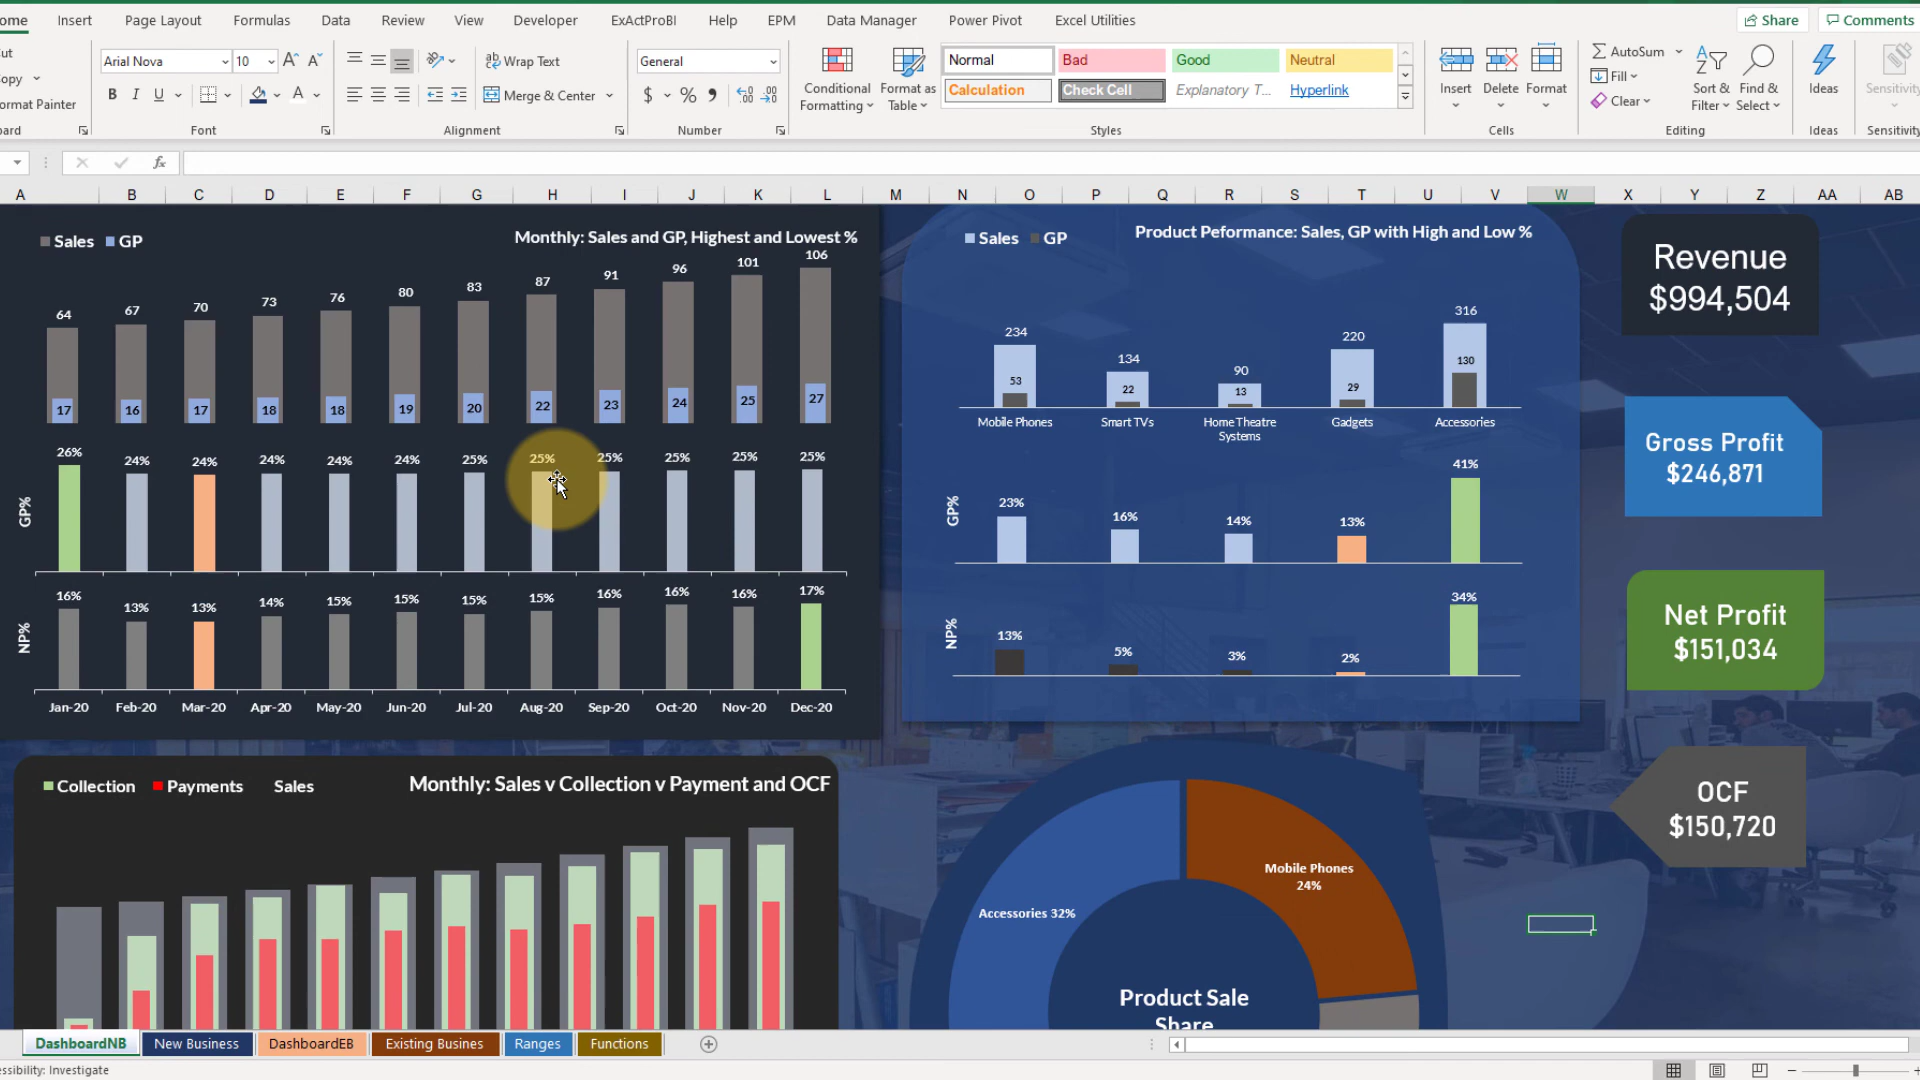 ome Insert Page Layout Formulas Data Review View Developer ExActProBI Help EPM Data Manager Power Pivot Excel Utilities Share Comments
ut
opy
ormat Painter
oard
Arial Nova 10 A A
B I U A
Font
ab Wrap Text
Merge & Center
Alignment
General
$ % 9
Number
Conditional Formatting
Format as Table
Normal Bad Good Neutral
Calculation Check Cell Explanatory T... Hyperlink
Styles
Insert Delete Format
Cells
AutoSum
Fill
Clear
Sort & Filter
Find & Select
Editing
Ideas
Ideas
Sensitivity
Sensitivity
fx
A B C D E F G H I J K L M N O P Q R S T U V W X Y Z AA AB
Sales GP
Monthly: Sales and GP, Highest and Lowest %
64 67 70 73 76 80 83 87 91 96 101 106
17 16 17 18 18 19 20 22 23 24 25 27
GP%
26% 24% 24% 24% 24% 24% 25% 25% 25% 25% 25% 25%
NP%
16% 13% 13% 14% 15% 15% 15% 15% 16% 16% 16% 17%
Jan-20 Feb-20 Mar-20 Apr-20 May-20 Jun-20 Jul-20 Aug-20 Sep-20 Oct-20 Nov-20 Dec-20
Sales GP
Product Peformance: Sales, GP with High and Low %
234 134 90 220 316
53 22 13 29 130
Mobile Phones Smart TVs Home Theatre Systems Gadgets Accessories
GP%
23% 16% 14% 13% 41%
NP%
13% 5% 3% 2% 34%
Revenue
$994,504
Gross Profit
$246,871
Net Profit
$151,034
OCF
$150,720
Collection Payments Sales
Monthly: Sales v Collection v Payment and OCF
Mobile Phones
24%
Accessories 32%
Product Sale
Share
DashboardNB New Business DashboardEB Existing Busines Ranges Functions
essibility: Investigate